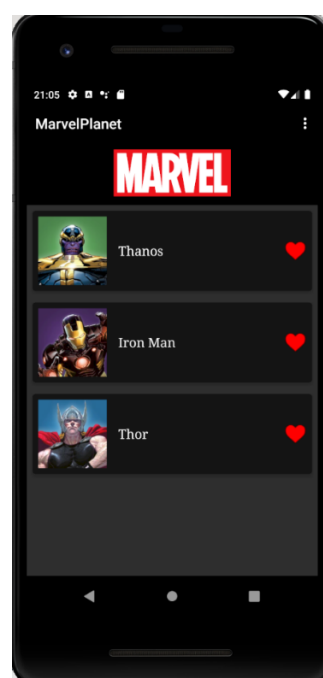 21:05
MarvelPlanet
MARVEL
Thanos
Iron Man
Thor